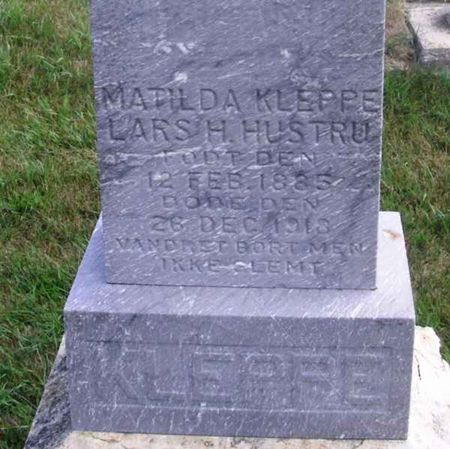 MATILDA KLEPPE
LARS H. HUSTRU
FODT DEN
12 FEB. 1885
DODE DEN
26 DEC. 1918
VANDRET BORT MEN
IKKE GLEMT
KLEPPE